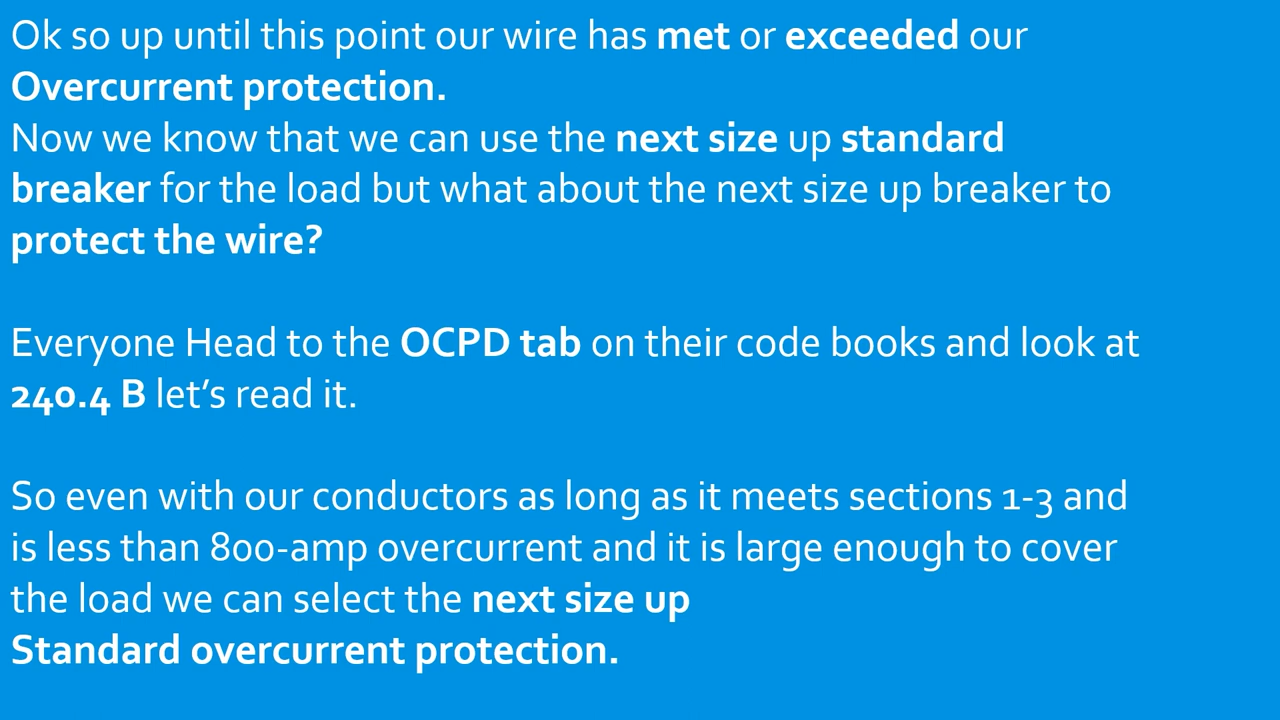 Ok so up until this point our wire has met or exceeded our
Overcurrent protection.
Now we know that we can use the next size up standard
breaker for the load but what about the next size up breaker to
protect the wire?
Everyone Head to the OCPD tab on their code books and look at
240.4 B let’s read it.
So even with our conductors as long as it meets sections 1-3 and
is less than 800-amp overcurrent and it is large enough to cover
the load we can select the next size up
Standard overcurrent protection.